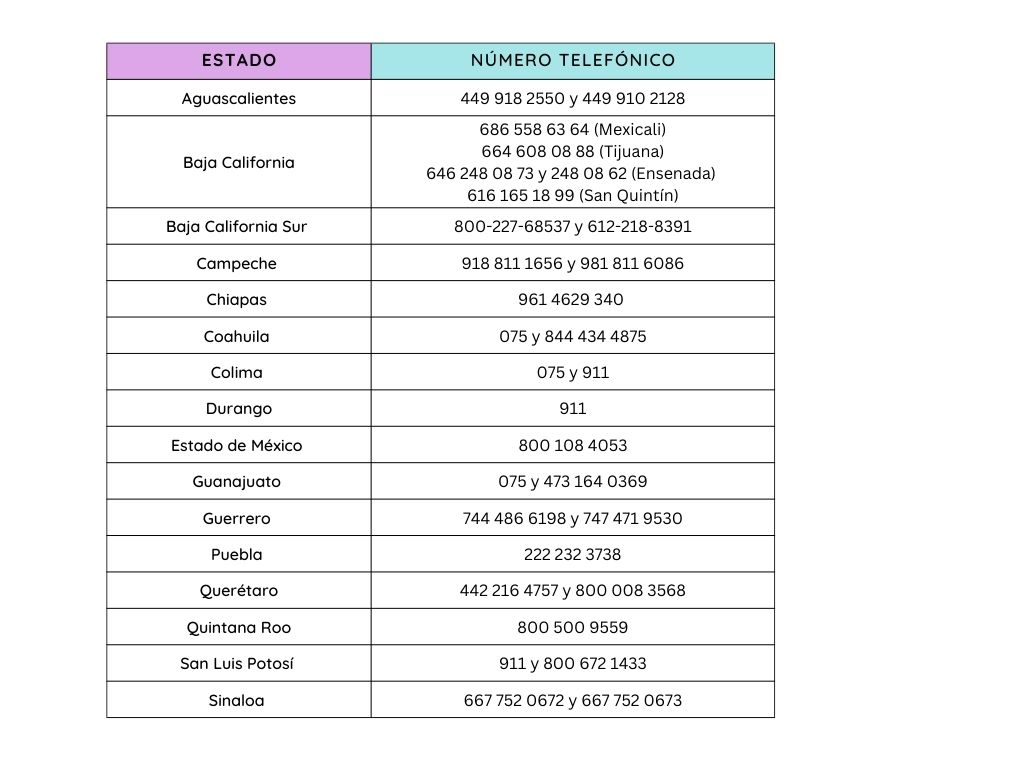 ESTADO NÚMERO TELEFÓNICO
Aguascalientes 449 918 2550 y 449 910 2128
Baja California
686 558 63 64 (Mexicali)
664 608 08 88 (Tijuana)
646 248 08 73 y 248 08 62 (Ensenada)
616 165 18 99 (San Quintín)
Baja California Sur 800-227-68537 y 612-218-8391
Campeche 918 811 1656 y 981 811 6086
Chiapas 961 4629 340
Coahuila 075 y 844 434 4875
Colima 075 y 911
Durango 911
Estado de México 800 108 4053
Guanajuato 075 y 473 164 0369
Guerrero 744 486 6198 y 747 471 9530
Puebla 222 232 3738
Querétaro 442 216 4757 y 800 008 3568
Quintana Roo 800 500 9559
San Luis Potosí 911 y 800 672 1433
Sinaloa 667 752 0672 y 667 752 0673